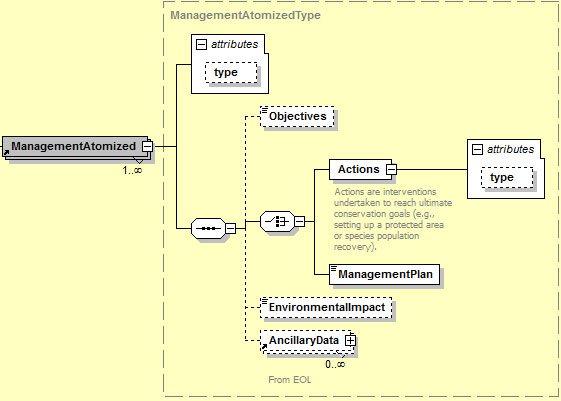 ManagementAtomizedType
attributes
type
Objectives
ManagementAtomized
1..∞
Actions
attributes
type
Actions are interventions
undertaken to reach ultimate
conservation goals (e.g.,
setting up a protected area
or species population
recovery).
ManagementPlan
EnvironmentalImpact
AncillaryData
0..∞
From EOL